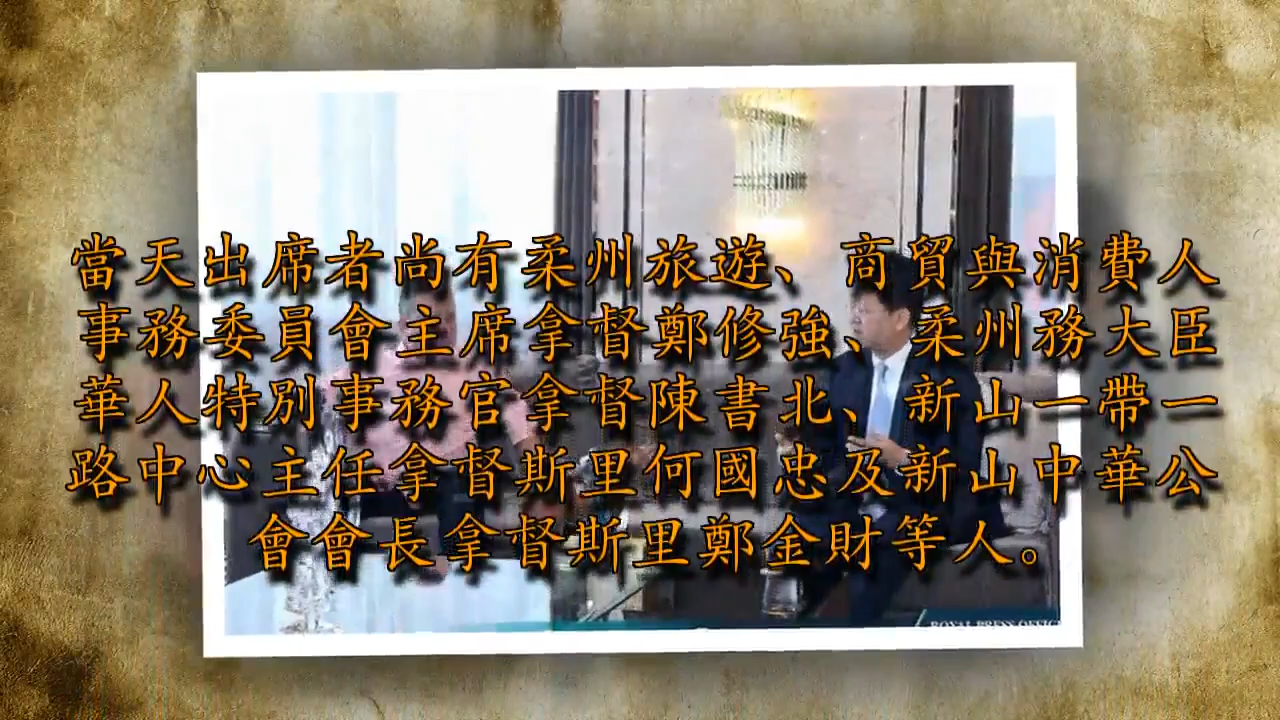 當天出席者尚有柔州旅遊、商貿與消費人
事務委員會主席拿督鄭修強、柔州務大臣
華人特別事務官拿督陳書北、新山一帶一
路中心主任拿督斯里何國忠及新山中華公
會會長拿督斯里鄭金財等人。
ROYAL PRESS OFFIC